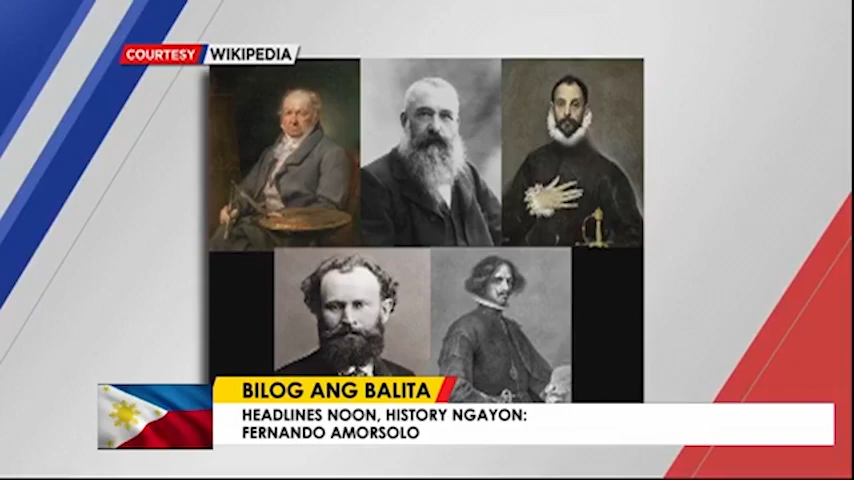 COURTESY WIKIPEDIA
BILOG ANG BALITA
HEADLINES NOON, HISTORY NGAYON:
FERNANDO AMORSOLO